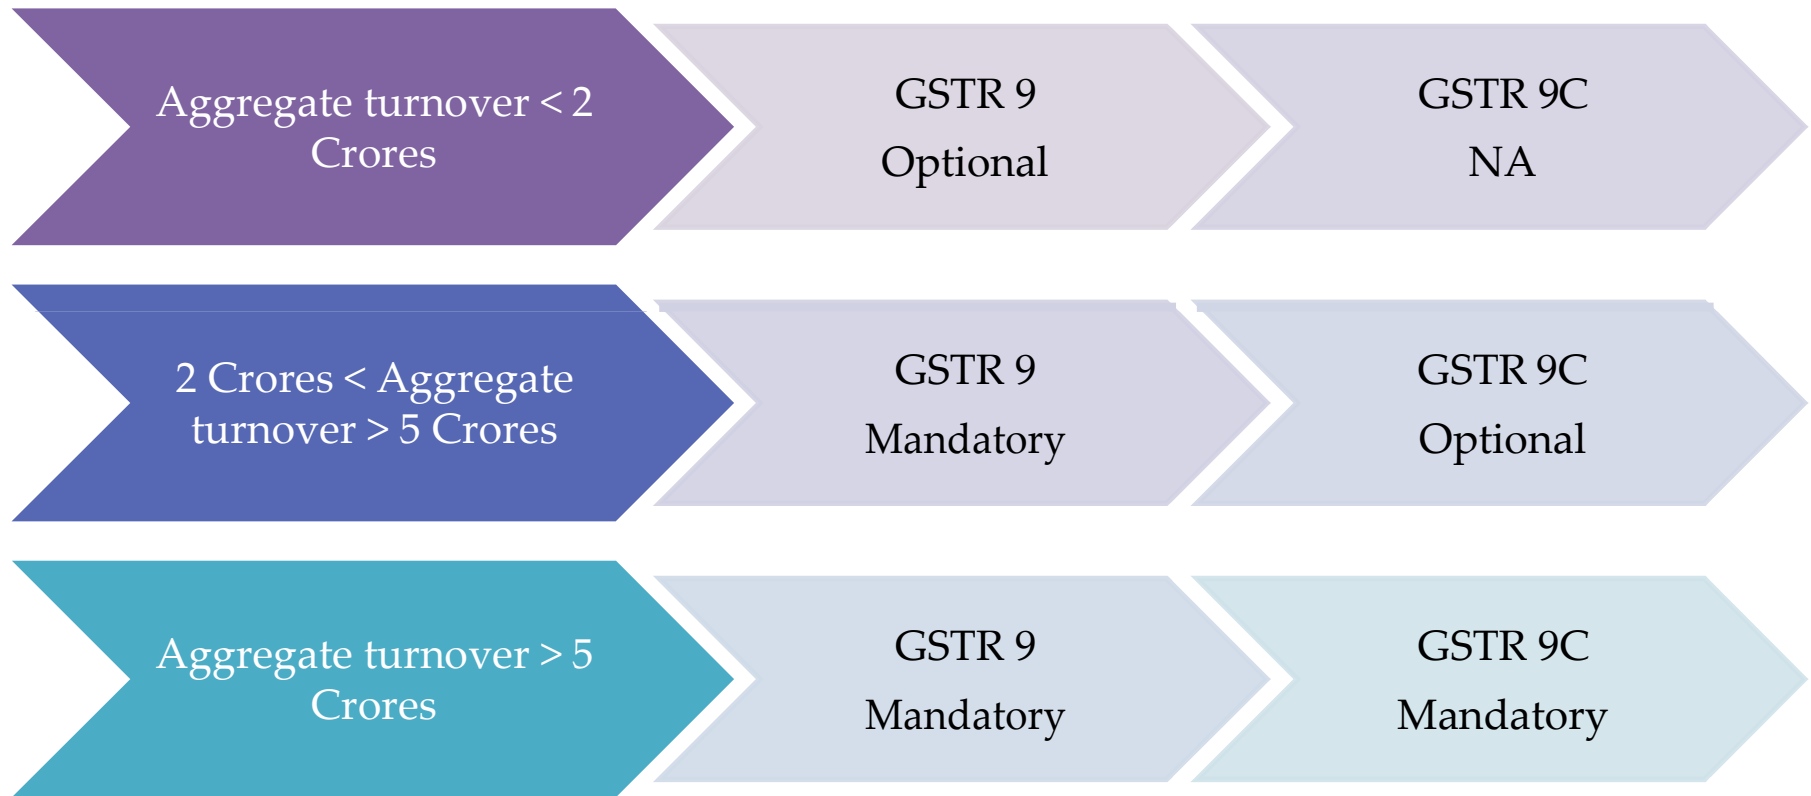 Aggregate turnover < 2
Crores
GSTR 9
Optional
GSTR 9C
NA
2 Crores < Aggregate
turnover > 5 Crores
GSTR 9
Mandatory
GSTR 9C
Optional
Aggregate turnover > 5
Crores
GSTR 9
Mandatory
GSTR 9C
Mandatory